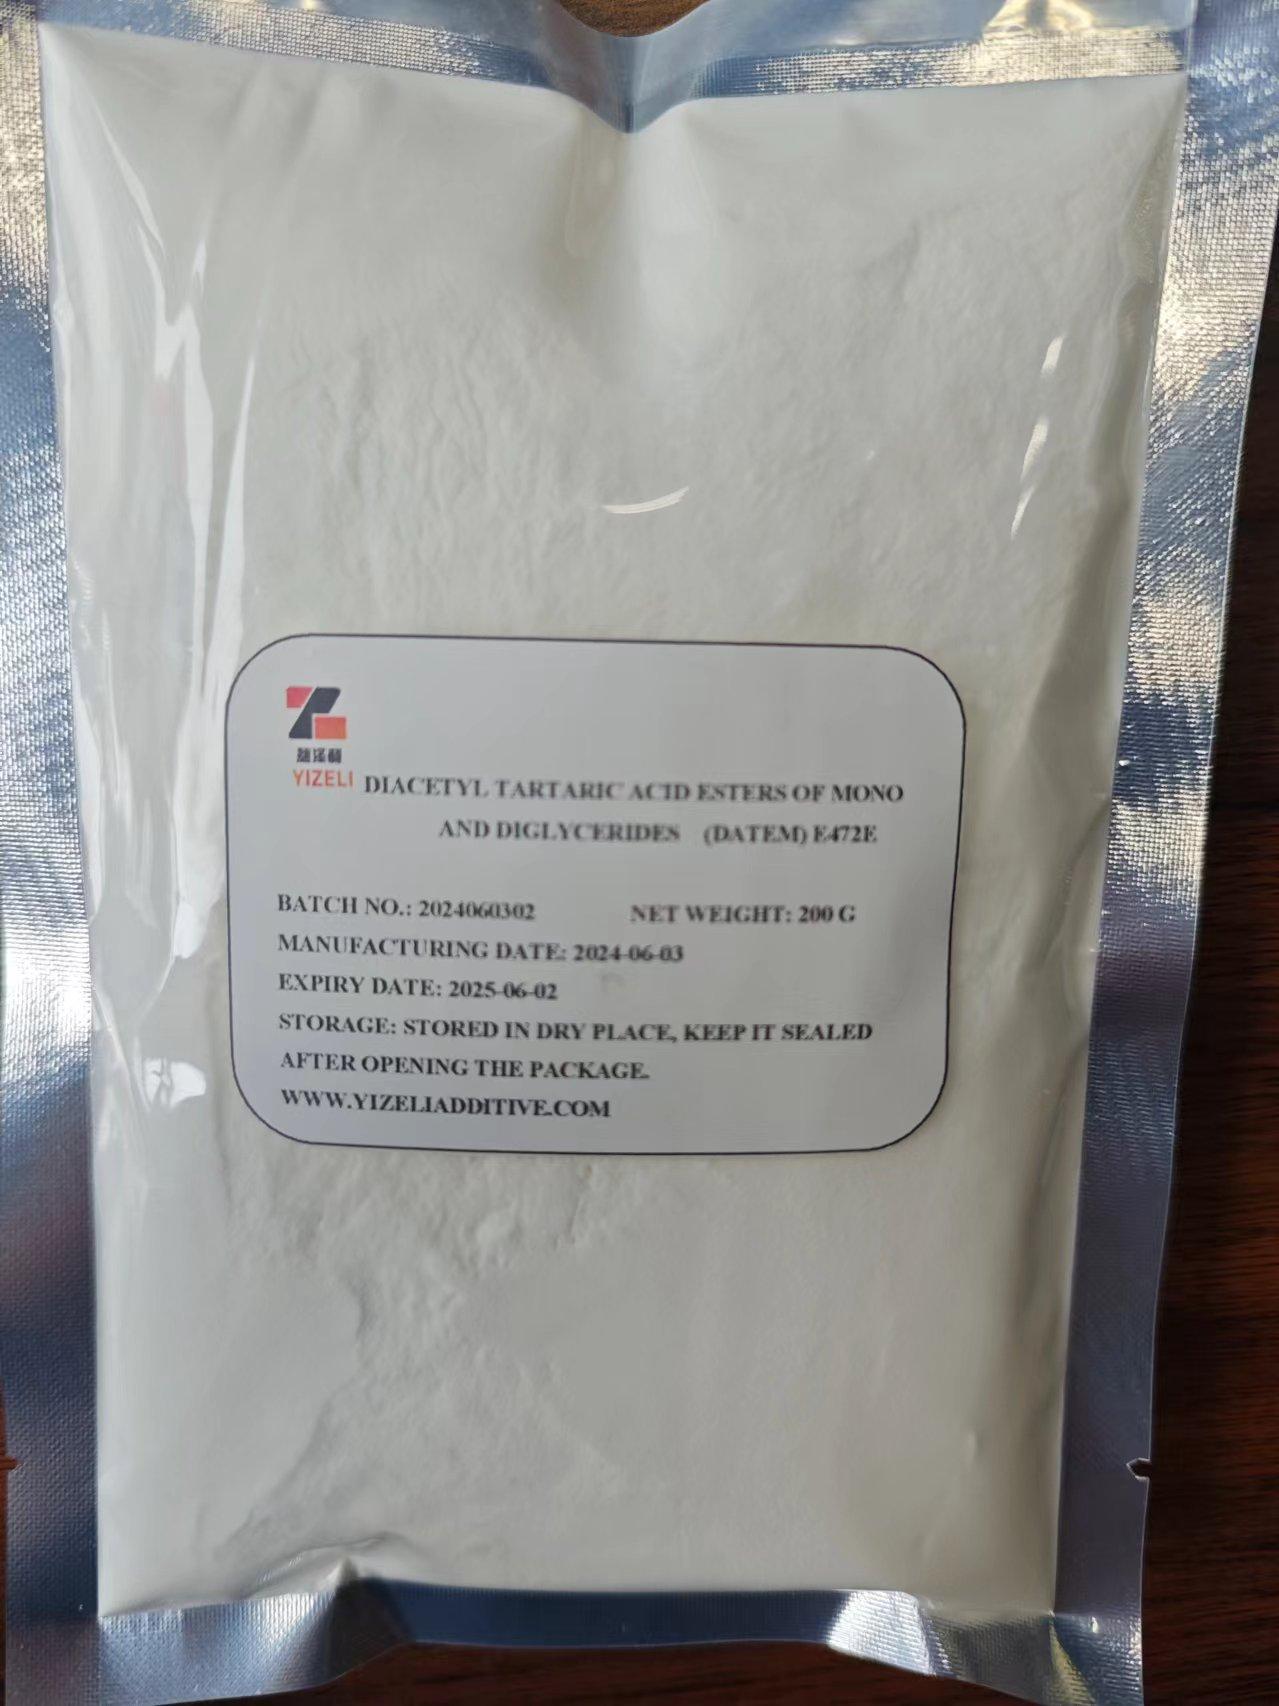 YIZELI
DIACETYL TARTARIC ACID ESTERS OF MONO
AND DIGLYCERIDES (DATEM) E472E
BATCH NO.: 2024060302 NET WEIGHT: 200 G
MANUFACTURING DATE: 2024-06-03
EXPIRY DATE: 2025-06-02
STORAGE: STORED IN DRY PLACE, KEEP IT SEALED
AFTER OPENING THE PACKAGE.
WWW.YIZELIADDITIVE.COM